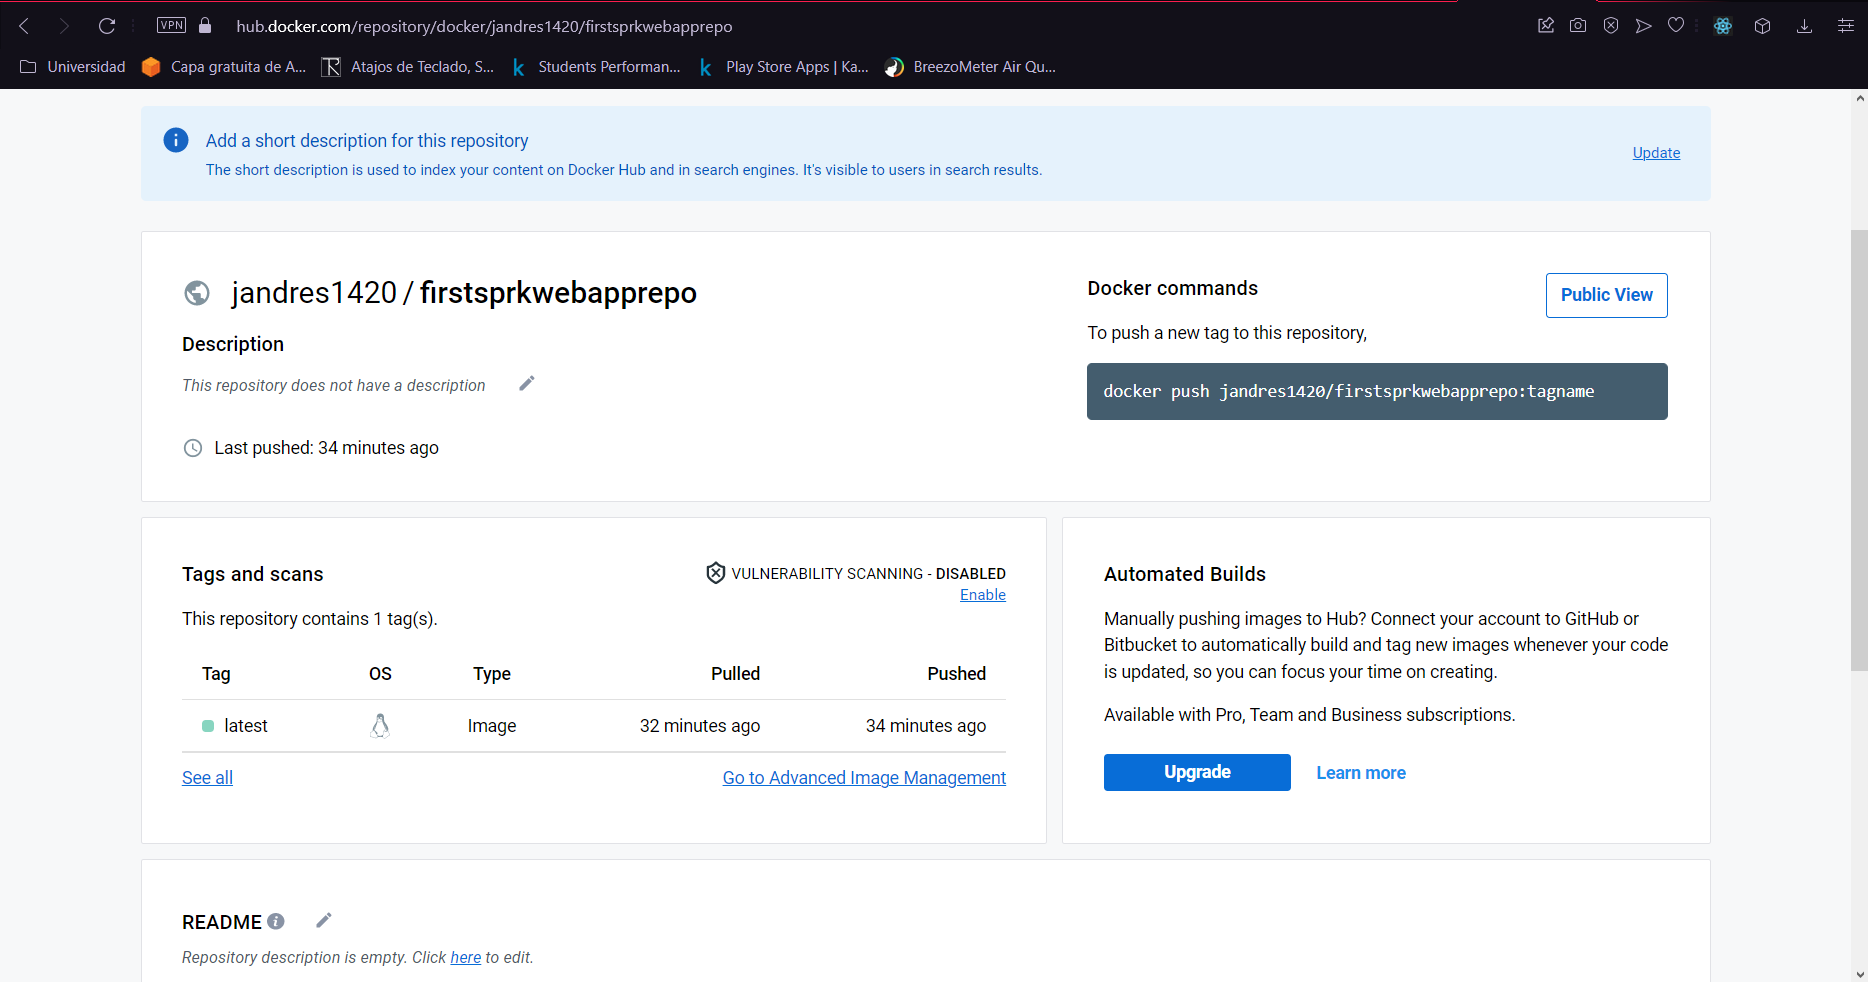 VPN hub.docker.com/repository/docker/jandres1420/firstsprkwebapprepo
Universidad Capa gratuita de A... Atajos de Teclado, S... Students Performan... Play Store Apps | Ka... BreezoMeter Air Qu...
Add a short description for this repository
The short description is used to index your content on Docker Hub and in search engines. It's visible to users in search results.
Update
jandres1420 / firstsprkwebapprepo
Description
This repository does not have a description
Last pushed: 34 minutes ago
Docker commands
Public View
To push a new tag to this repository,
docker push jandres1420/firstsprkwebapprepo:tagname
Tags and scans
VULNERABILITY SCANNING - DISABLED
Enable
This repository contains 1 tag(s).
Tag OS Type Pulled Pushed
latest Image 32 minutes ago 34 minutes ago
See all Go to Advanced Image Management
Automated Builds
Manually pushing images to Hub? Connect your account to GitHub or
Bitbucket to automatically build and tag new images whenever your code
is updated, so you can focus your time on creating.
Available with Pro, Team and Business subscriptions.
Upgrade Learn more
README
Repository description is empty. Click here to edit.